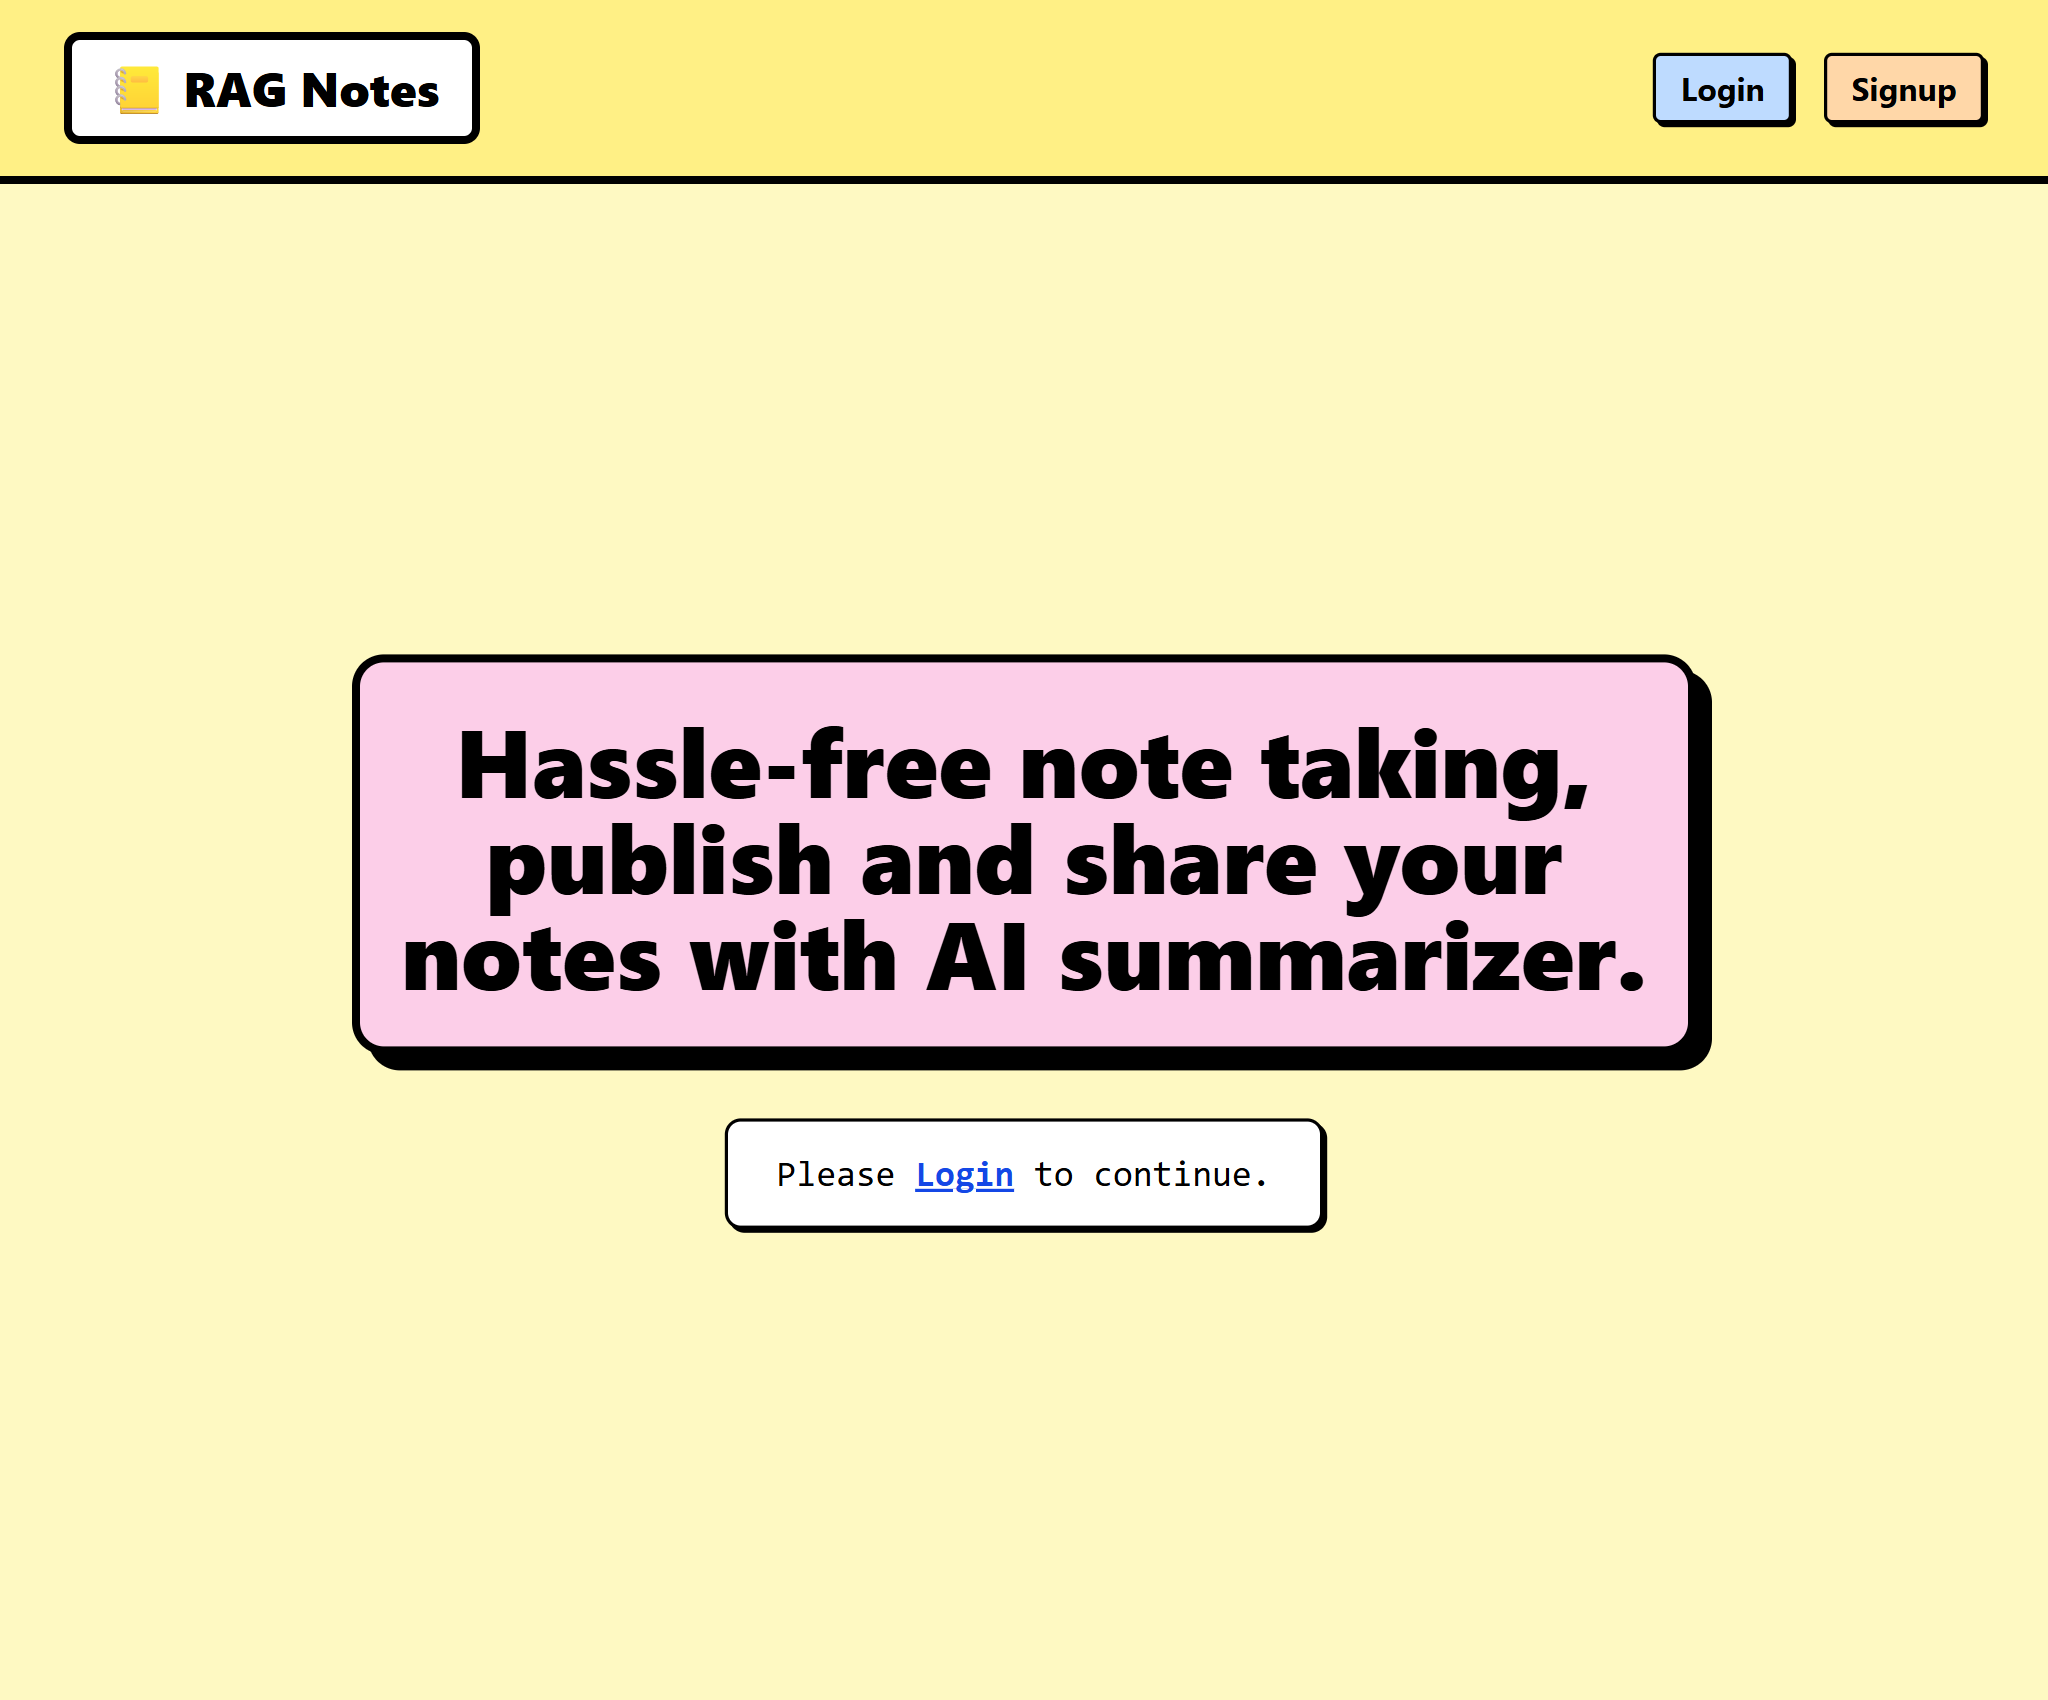 RAG Notes
Login
Signup
Hassle-free note taking,
publish and share your
notes with AI summarizer.
Please Login to continue.